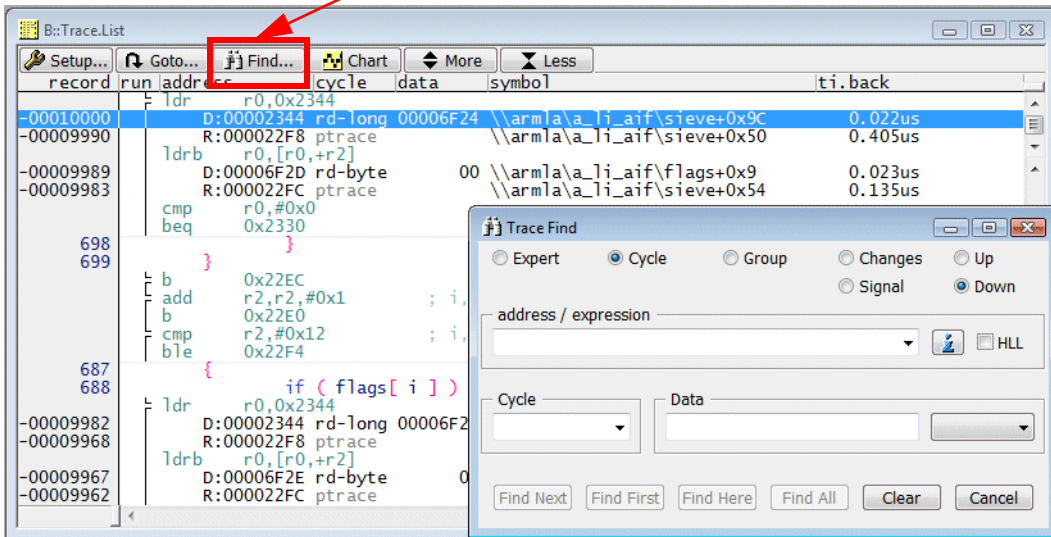 B::Trace.List
Setup... Goto... Find... Chart More Less
record run address cycle data symbol ti.back
ldr r0,0x2344
-00010000 D:00002344 rd-long 00006F24 \\armla\a_li_aif\sieve+0x9C 0.022us
-00009990 R:000022F8 ptrace \\armla\a_li_aif\sieve+0x50 0.405us
ldrb r0,[r0,+r2]
-00009989 D:00006F2D rd-byte 00 \\armla\a_li_aif\flags+0x9 0.023us
-00009983 R:000022FC ptrace \\armla\a_li_aif\sieve+0x54 0.135us
cmp r0,#0x0
beq 0x2330
698 }
699 }
b 0x22EC
add r2,r2,#0x1 ; i,
b 0x22E0
cmp r2,#0x12 ; i,
ble 0x22F4
687 {
688 if ( flags[ i ] )
ldr r0,0x2344
-00009982 D:00002344 rd-long 00006F2
-00009968 R:000022F8 ptrace
ldrb r0,[r0,+r2]
-00009967 D:00006F2E rd-byte 0
-00009962 R:000022FC ptrace
Trace Find
Expert Cycle Group Changes Up
Signal Down
address / expression
HLL
Cycle Data
Find Next Find First Find Here Find All Clear Cancel